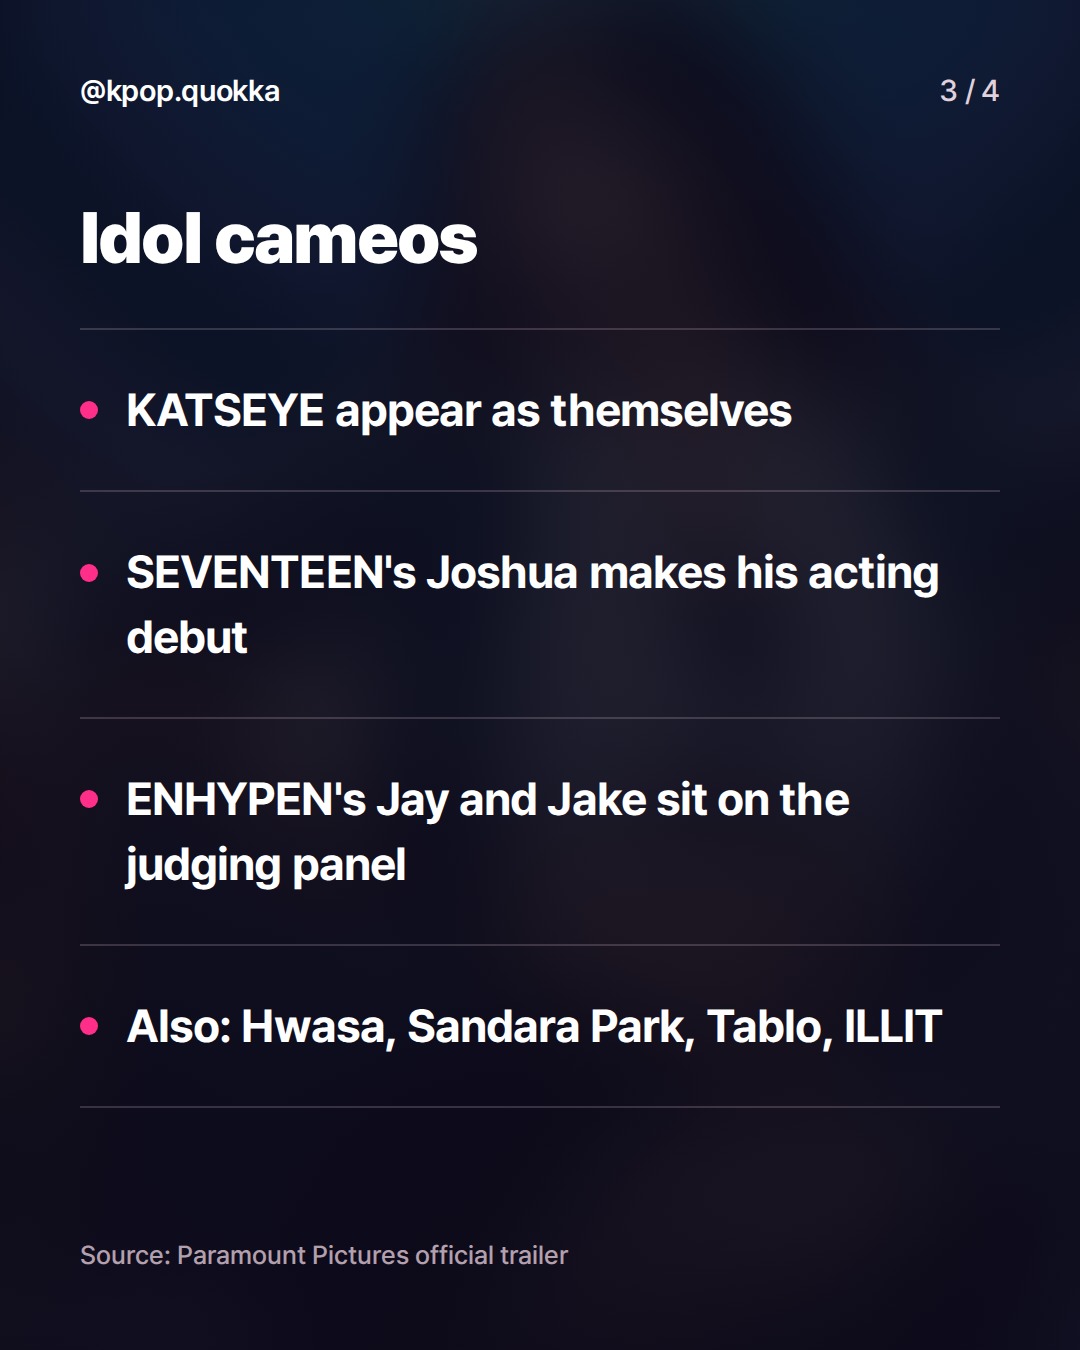 @kpop.quokka
3 / 4
Idol cameos
KATSEYE appear as themselves
SEVENTEEN's Joshua makes his acting
debut
ENHYPEN's Jay and Jake sit on the
judging panel
Also: Hwasa, Sandara Park, Tablo, ILLIT
Source: Paramount Pictures official trailer